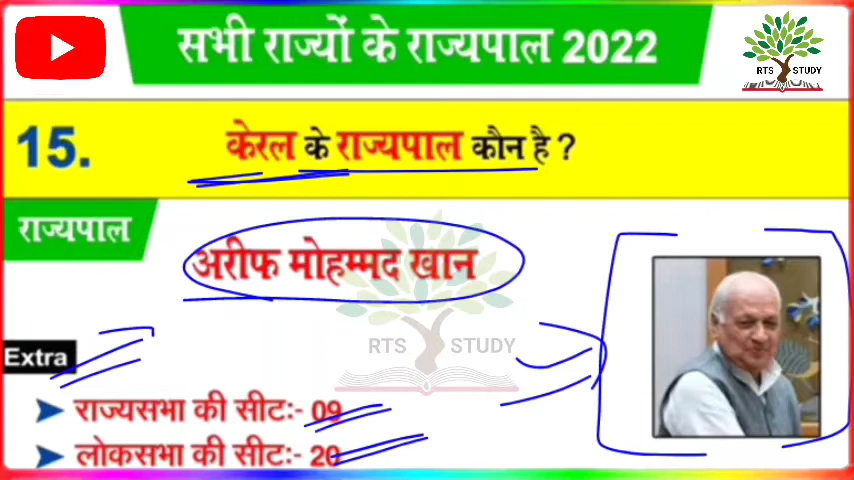 सभी राज्यों के राज्यपाल 2022
RTS STUDY
15. केरल के राज्यपाल कौन है ?
राज्यपाल
अरीफ मोहम्मद खान
RTS STUDY
Extra
राज्यसभा की सीटः- 09
लोकसभा की सीटः- 20